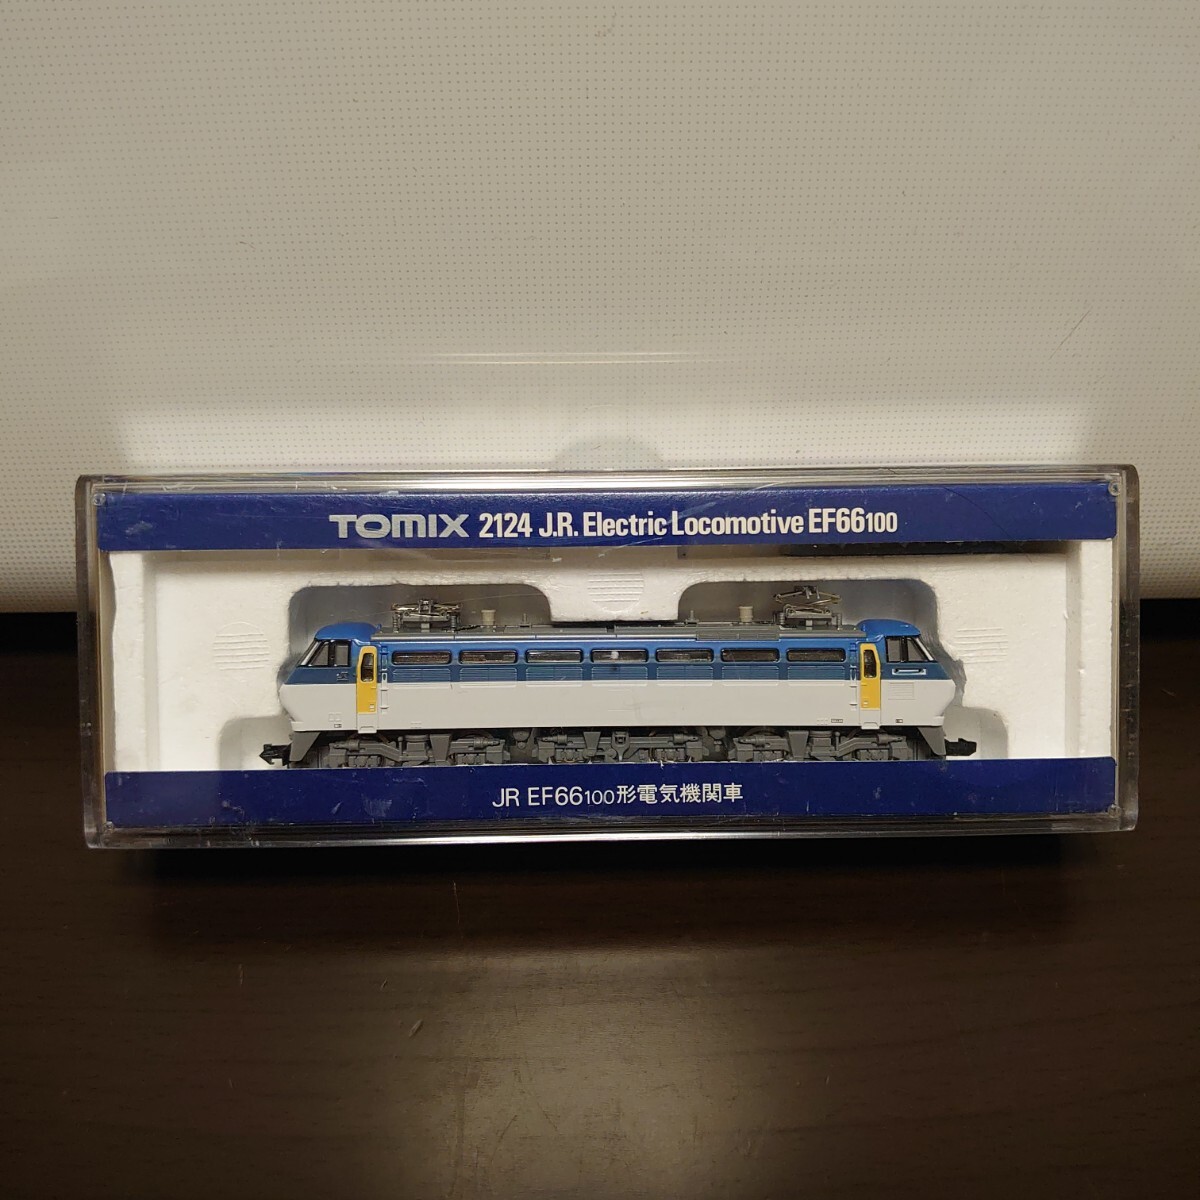 TOMIX 2124 J.R. Electric Locomotive EF66100
JR EF66100形電気機関車